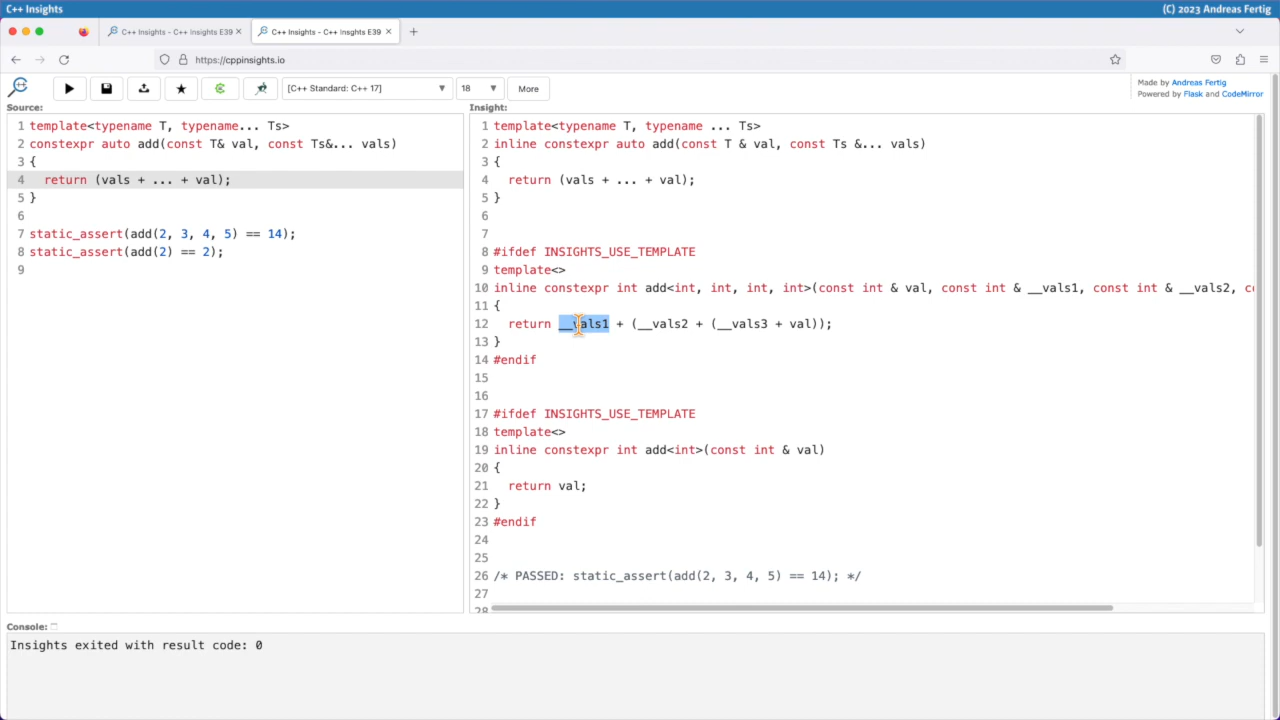 C++ Insights
(C) 2023 Andreas Fertig
C++ Insights - C++ Insights E39
C++ Insights - C++ Insights E39
https://cppinsights.io
[C++ Standard: C++ 17]
18
More
Made by Andreas Fertig
Powered by Flask and CodeMirror
Source:
1 template<typename T, typename... Ts>
2 constexpr auto add(const T& val, const Ts&... vals)
3 {
4 return (vals + ... + val);
5 }
6
7 static_assert(add(2, 3, 4, 5) == 14);
8 static_assert(add(2) == 2);
9
Insight:
1 template<typename T, typename ... Ts>
2 inline constexpr auto add(const T & val, const Ts &... vals)
3 {
4 return (vals + ... + val);
5 }
6
7
8 #ifdef INSIGHTS_USE_TEMPLATE
9 template<>
10 inline constexpr int add<int, int, int, int>(const int & val, const int & __vals1, const int & __vals2,
11 {
12 return __vals1 + (__vals2 + (__vals3 + val));
13 }
14 #endif
15
16
17 #ifdef INSIGHTS_USE_TEMPLATE
18 template<>
19 inline constexpr int add<int>(const int & val)
20 {
21 return val;
22 }
23 #endif
24
25
26 /* PASSED: static_assert(add(2, 3, 4, 5) == 14); */
27
28
Console:
Insights exited with result code: 0